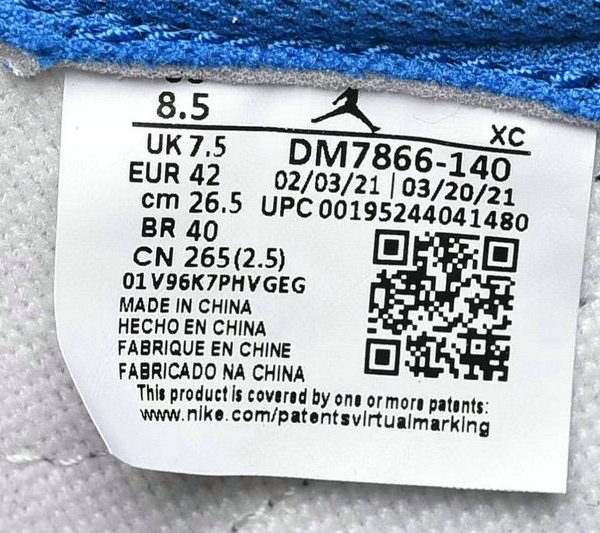 8.5
XC
UK 7.5
DM7866-140
EUR 42
02/03/21 | 03/20/21
cm 26.5
UPC 00195244041480
BR 40
CN 265(2.5)
01V96K7PHVGEG
MADE IN CHINA
HECHO EN CHINA
FABRIQUE EN CHINE
FABRICADO NA CHINA
This product is covered by one or more patents:
www.nike.com/patentsvirtualmarking